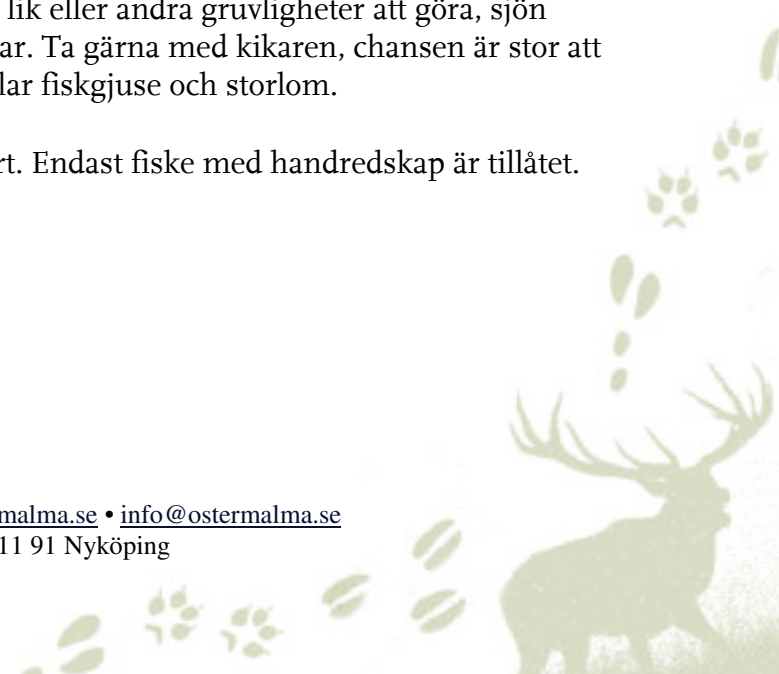 lik eller andra gruvligheter att göra, sjön
ar. Ta gärna med kikaren, chansen är stor att
lar fiskgjuse och storlom.
rt. Endast fiske med handredskap är tillåtet.
malma.se • info@ostermalma.se
11 91 Nyköping